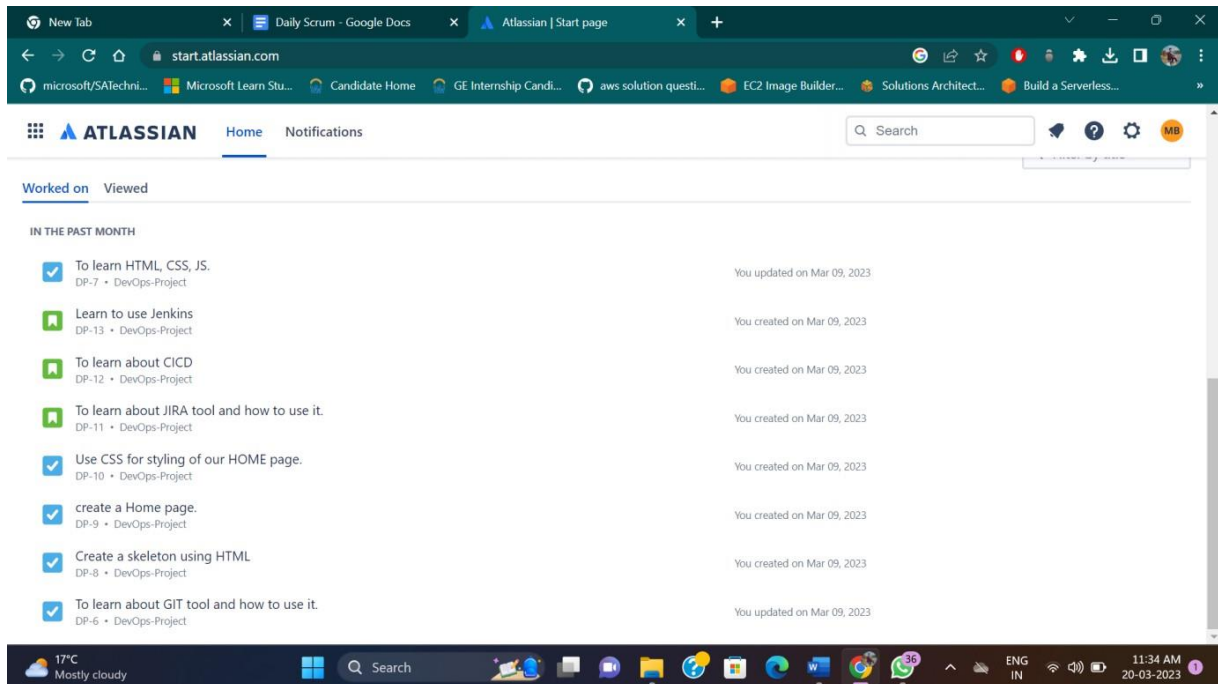 New Tab
Daily Scrum - Google Docs
Atlassian | Start page
start.atlassian.com
microsoft/SATechni...
Microsoft Learn Stu...
Candidate Home
GE Internship Candi...
aws solution questi...
EC2 Image Builder...
Solutions Architect...
Build a Serverless...
ATLASSIAN
Home
Notifications
Search
MB
Worked on
Viewed
IN THE PAST MONTH
To learn HTML, CSS, JS.
DP-7 • DevOps-Project
You updated on Mar 09, 2023
Learn to use Jenkins
DP-13 • DevOps-Project
You created on Mar 09, 2023
To learn about CICD
DP-12 • DevOps-Project
You created on Mar 09, 2023
To learn about JIRA tool and how to use it.
DP-11 • DevOps-Project
You created on Mar 09, 2023
Use CSS for styling of our HOME page.
DP-10 • DevOps-Project
You created on Mar 09, 2023
create a Home page.
DP-9 • DevOps-Project
You created on Mar 09, 2023
Create a skeleton using HTML
DP-8 • DevOps-Project
You created on Mar 09, 2023
To learn about GIT tool and how to use it.
DP-6 • DevOps-Project
You updated on Mar 09, 2023
17°C
Mostly cloudy
Search
36
ENG
IN
11:34 AM
20-03-2023
1